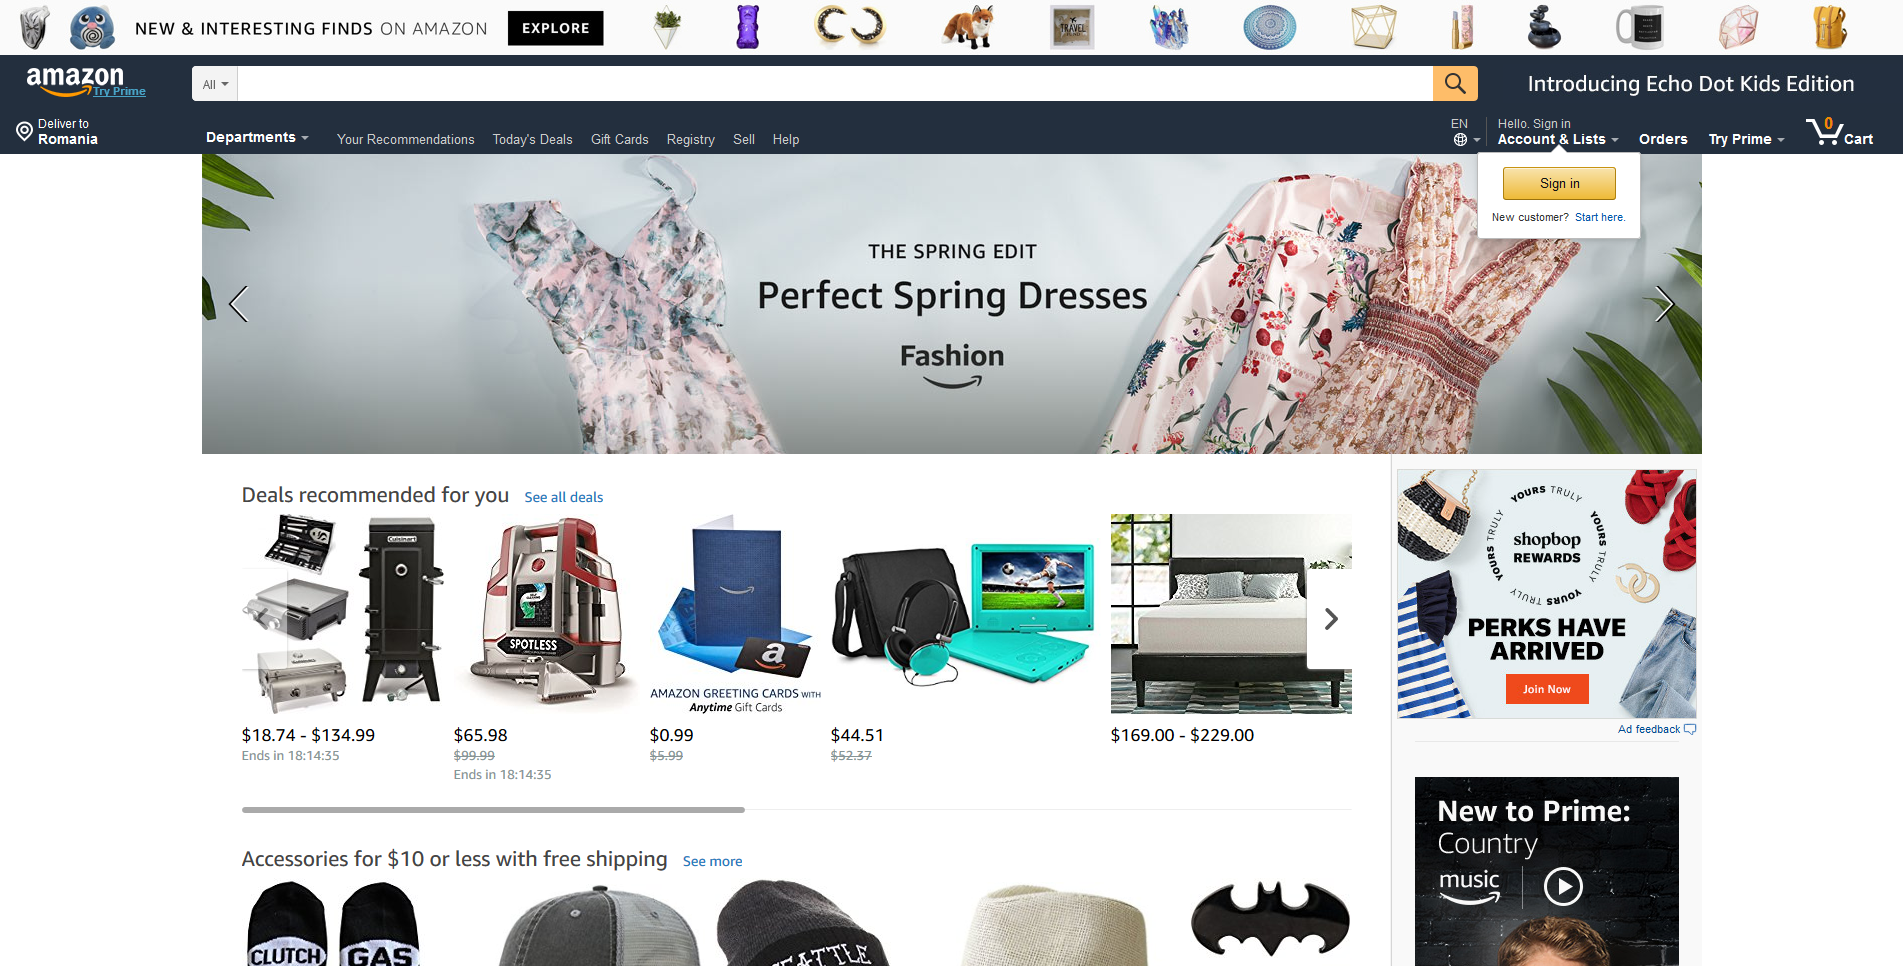 NEW & INTERESTING FINDS ON AMAZON EXPLORE
TRAVEL
amazon
Try Prime
All
Introducing Echo Dot Kids Edition
Deliver to
Romania
Departments
Your Recommendations Today's Deals Gift Cards Registry Sell Help
EN
Hello. Sign in
Account & Lists
Orders
Try Prime
0
Cart
Sign in
New customer? Start here.
THE SPRING EDIT
Perfect Spring Dresses
Fashion
Deals recommended for you See all deals
Cuisinart
SPOTLESS
a
AMAZON GREETING CARDS WITH
Anytime Gift Cards
$18.74 - $134.99
Ends in 18:14:35
$65.98
$99.99
Ends in 18:14:35
$0.99
$5.99
$44.51
$52.37
$169.00 - $229.00
YOURS TRULY
YOURS TRULY
YOURS TRULY
YOURS TRULY
shopbop
REWARDS
PERKS HAVE
ARRIVED
Join Now
Ad feedback
New to Prime:
Country
music
Accessories for $10 or less with free shipping See more
CLUTCH
GAS
SEATTLE